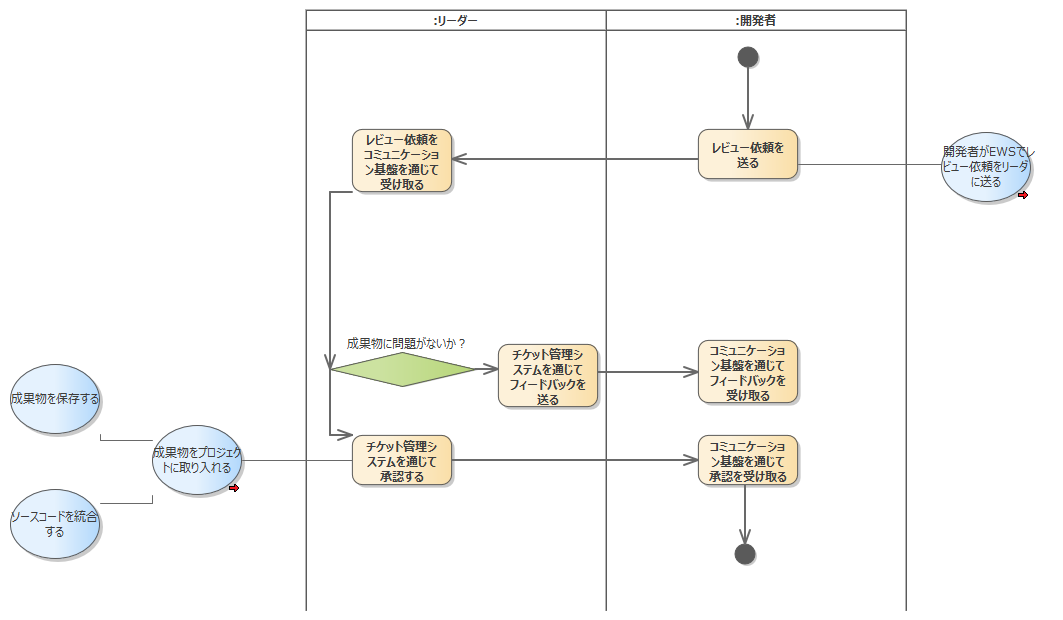 :リーダー
:開発者
レビュー依頼を
コミュニケーショ
ン基盤を通じて
受け取る
レビュー依頼を
送る
開発者がEWSでレ
ビュー依頼をリーダ
に送る
成果物に問題がないか？
チケット管理シ
ステムを通じて
フィードバックを
送る
コミュニケーショ
ン基盤を通じて
フィードバックを
受け取る
成果物を保存する
成果物をプロジェク
トに取り入れる
チケット管理シ
ステムを通じて
承認する
コミュニケーショ
ン基盤を通じて
承認を受け取る
ソースコードを統合
する